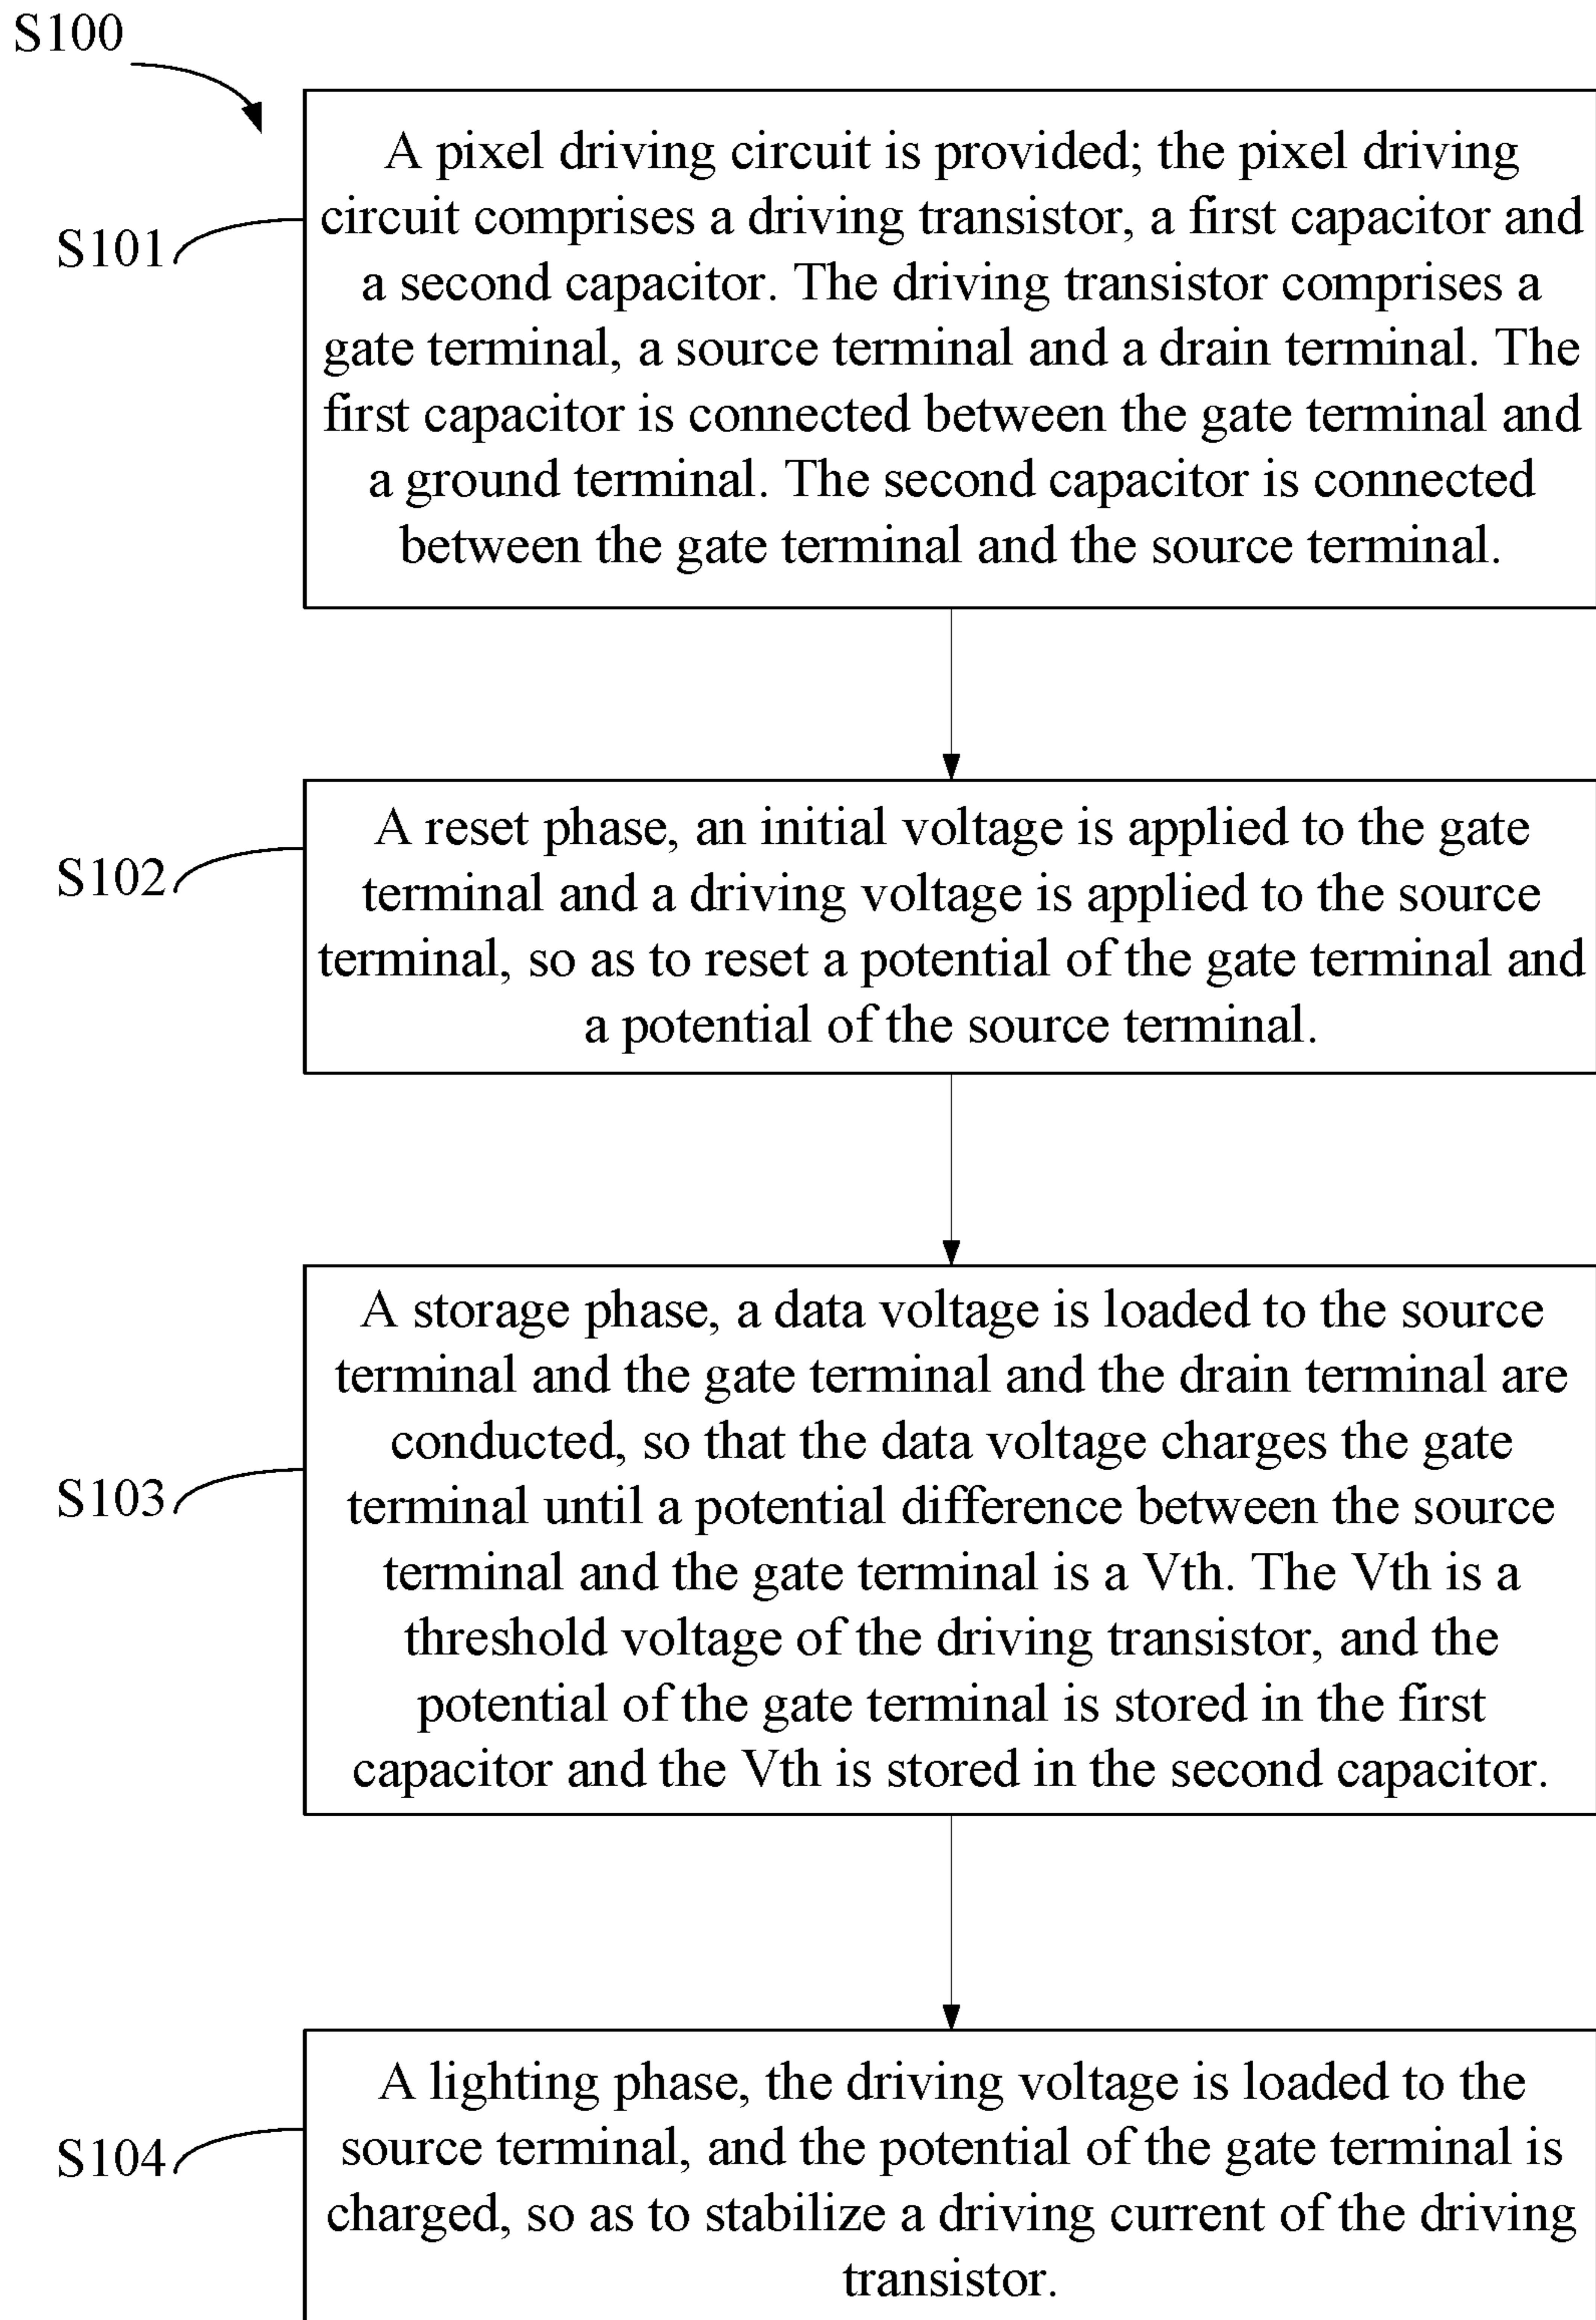 S100
A pixel driving circuit is provided; the pixel driving
circuit comprises a driving transistor, a first capacitor and
S101
a second capacitor. The driving transistor comprises a
gate terminal, a source terminal and a drain terminal. The
first capacitor is connected between the gate terminal and
a ground terminal. The second capacitor is connected
between the gate terminal and the source terminal.
A reset phase, an initial voltage is applied to the gate
S102
terminal and a driving voltage is applied to the source
terminal, so as to reset a potential of the gate terminal and
a potential of the source terminal.
A storage phase, a data voltage is loaded to the source
terminal and the gate terminal and the drain terminal are
conducted, so that the data voltage charges the gate
S103
terminal until a potential difference between the source
terminal and the gate terminal is a Vth. The Vth is a
threshold voltage of the driving transistor, and the
potential of the gate terminal is stored in the first
capacitor and the Vth is stored in the second capacitor.
A lighting phase, the driving voltage is loaded to the
S104
source terminal, and the potential of the gate terminal is
charged, so as to stabilize a driving current of the driving
transistor.